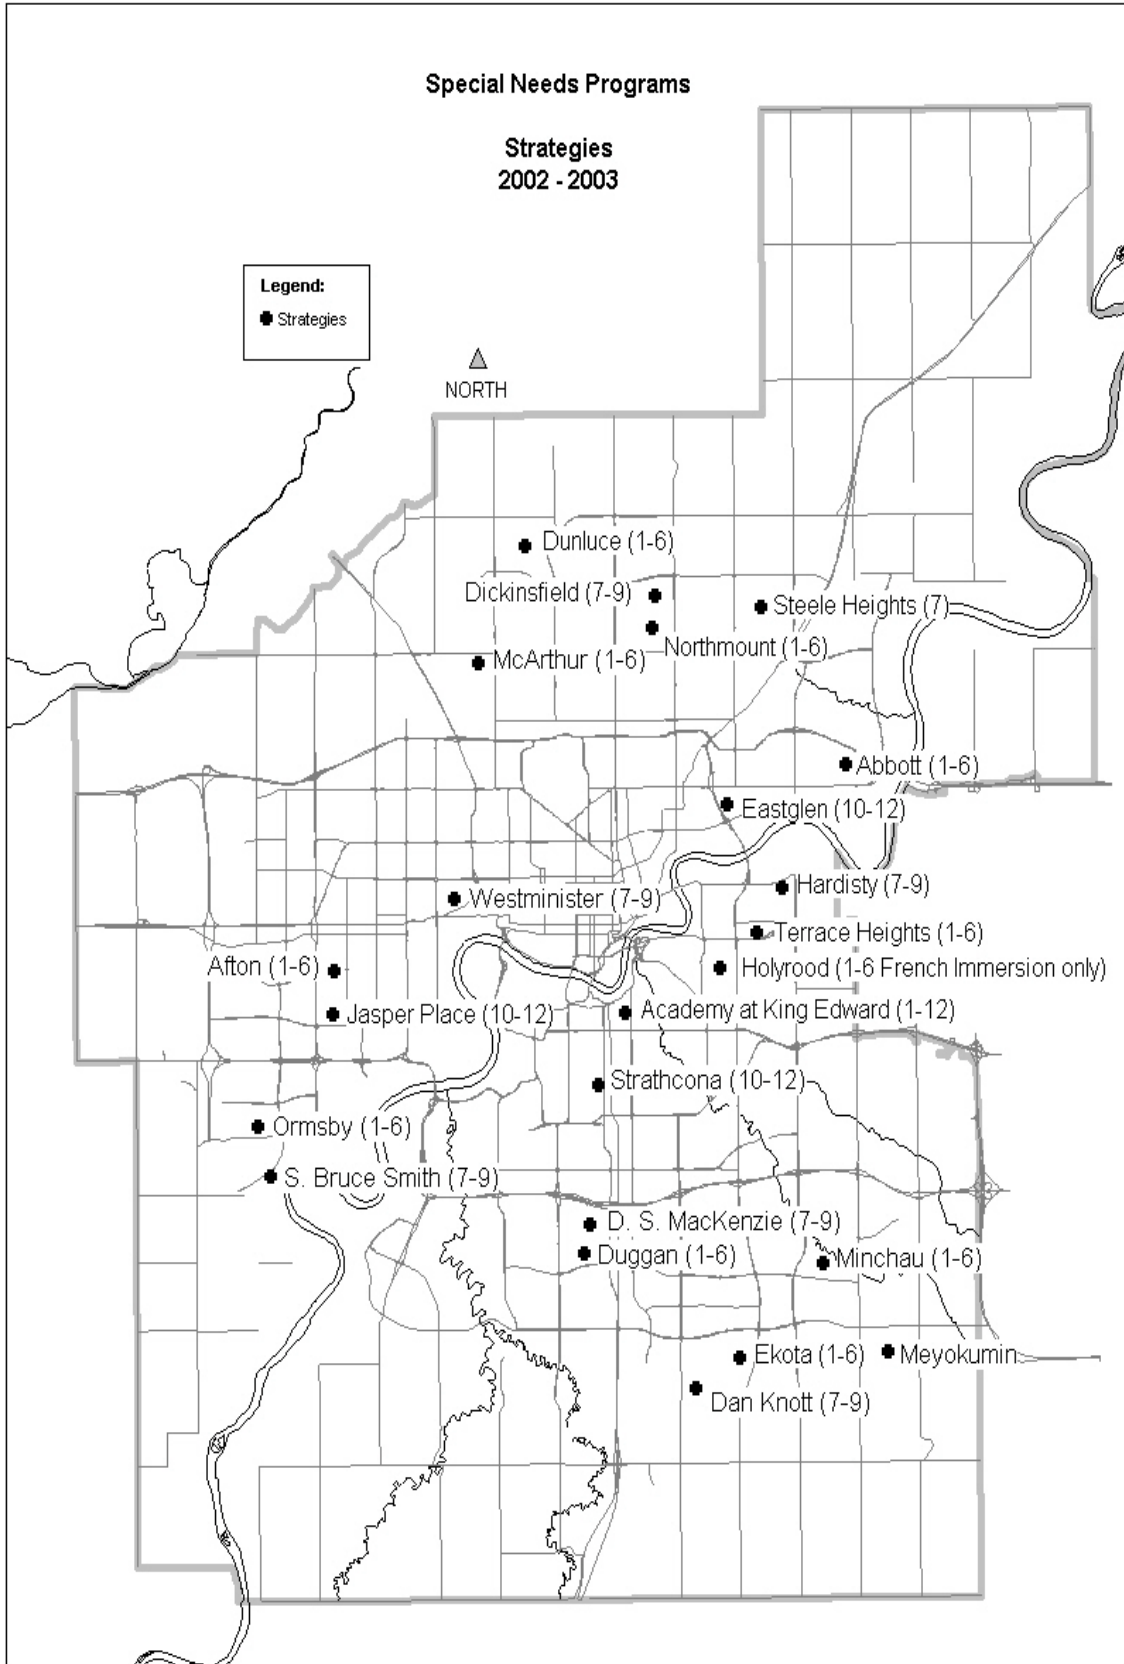 Special Needs Programs
Strategies
2002 - 2003
Legend:
Strategies
NORTH
Dunluce (1-6)
Dickinsfield (7-9)
Steele Heights (7)
Northmount (1-6)
McArthur (1-6)
Abbott (1-6)
Eastglen (10-12)
Hardisty (7-9)
Westminister (7-9)
Terrace Heights (1-6)
Afton (1-6)
Holyrood (1-6 French Immersion only)
Jasper Place (10-12)
Academy at King Edward (1-12)
Strathcona (10-12)
Ormsby (1-6)
S. Bruce Smith (7-9)
D. S. MacKenzie (7-9)
Duggan (1-6)
Minchau (1-6)
Ekota (1-6)
Meyokumin
Dan Knott (7-9)